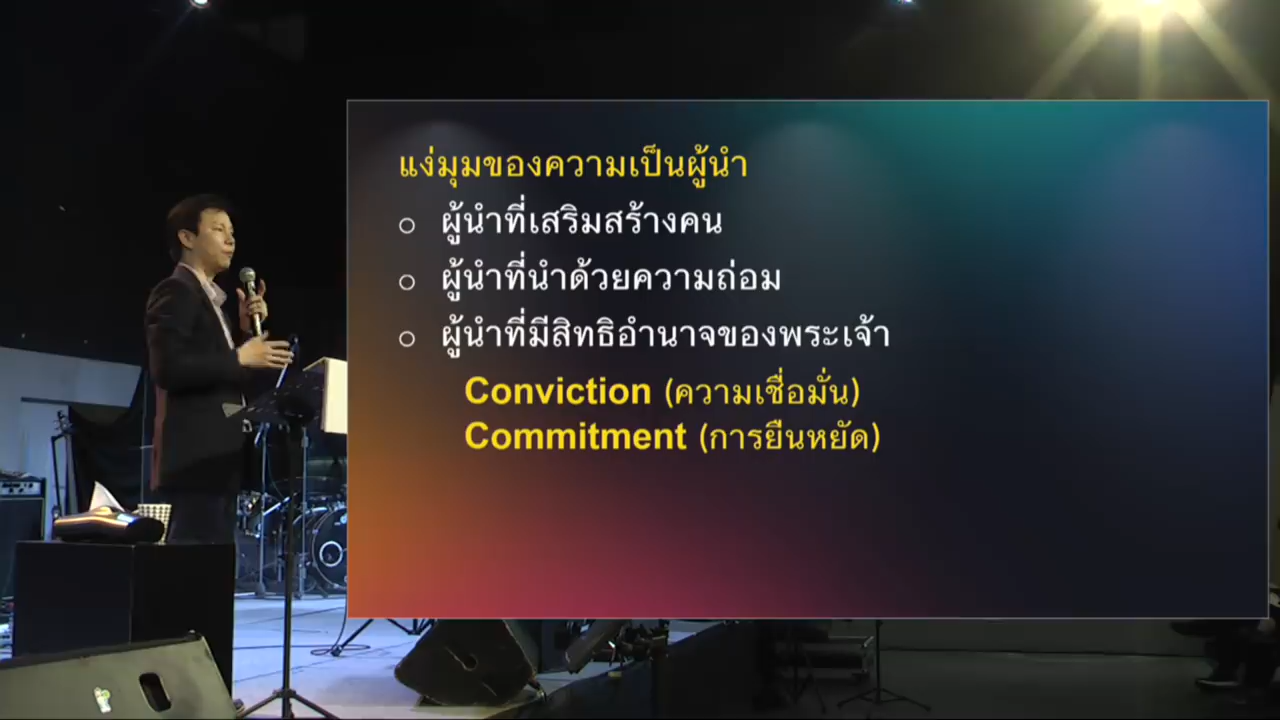 แง่มุมของความเป็นผู้นำ
ผู้นำที่เสริมสร้างคน
ผู้นำที่นำด้วยความถ่อม
ผู้นำที่มีสิทธิอำนาจของพระเจ้า
Conviction (ความเชื่อมั่น)
Commitment (การยืนหยัด)